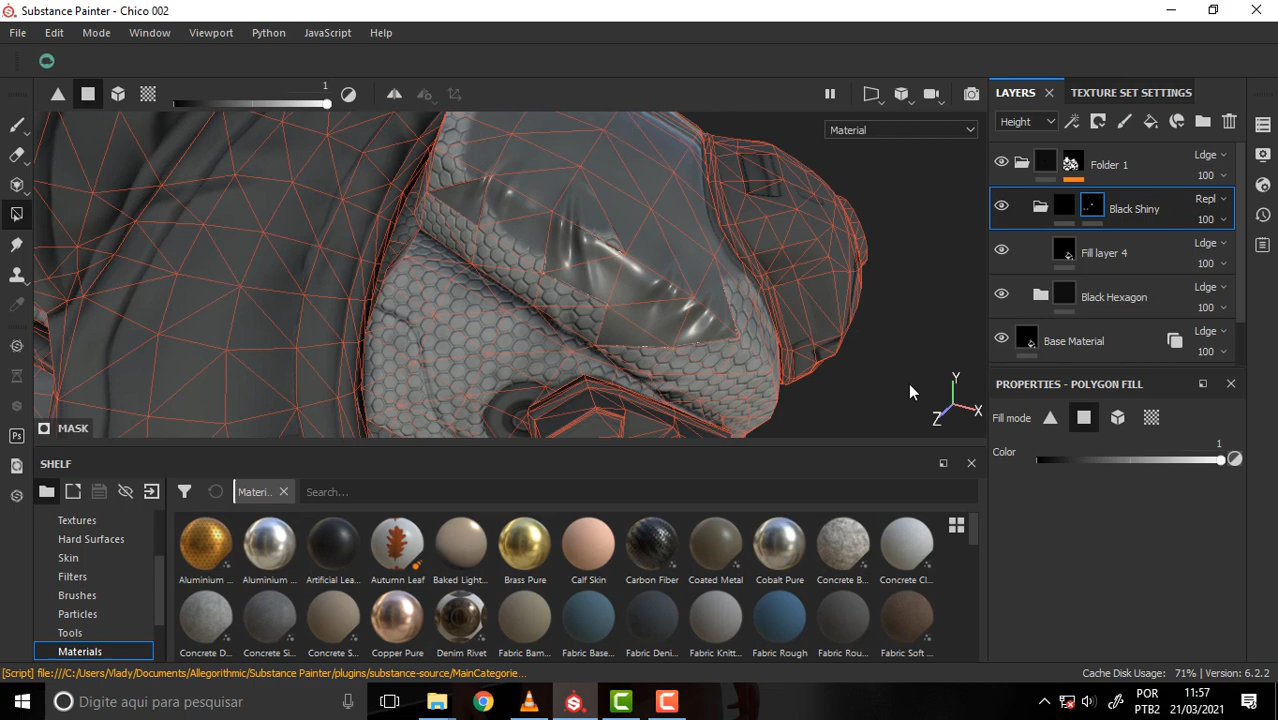 Substance Painter - Chico 002
File Edit Mode Window Viewport Python JavaScript Help
1
Material
LAYERS TEXTURE SET SETTINGS
Height
Folder 1 Ldge 100
Black Shiny Repl 100
Fill layer 4 Ldge 100
Black Hexagon Ldge 100
Base Material Ldge 100
Y
X
Z
MASK
PROPERTIES - POLYGON FILL
Fill mode
Color 1
SHELF
Materi..
Search...
Textures
Hard Surfaces
Skin
Filters
Brushes
Particles
Tools
Materials
Aluminium ... Aluminium ... Artificial Lea... Autumn Leaf Baked Light... Brass Pure Calf Skin Carbon Fiber Coated Metal Cobalt Pure Concrete B... Concrete Cl...
Concrete D... Concrete Si... Concrete S... Copper Pure Denim Rivet Fabric Bam... Fabric Base... Fabric Deni... Fabric Knitt... Fabric Rough Fabric Rou... Fabric Soft ...
[Script] file:///C:/Users/Vlady/Documents/Allegorithmic/Substance Painter/plugins/substance-source/MainCategorie...
Cache Disk Usage: 71% | Version: 6.2.2
Ps
Digite aqui para pesquisar
POR
PTB2
11:57
21/03/2021